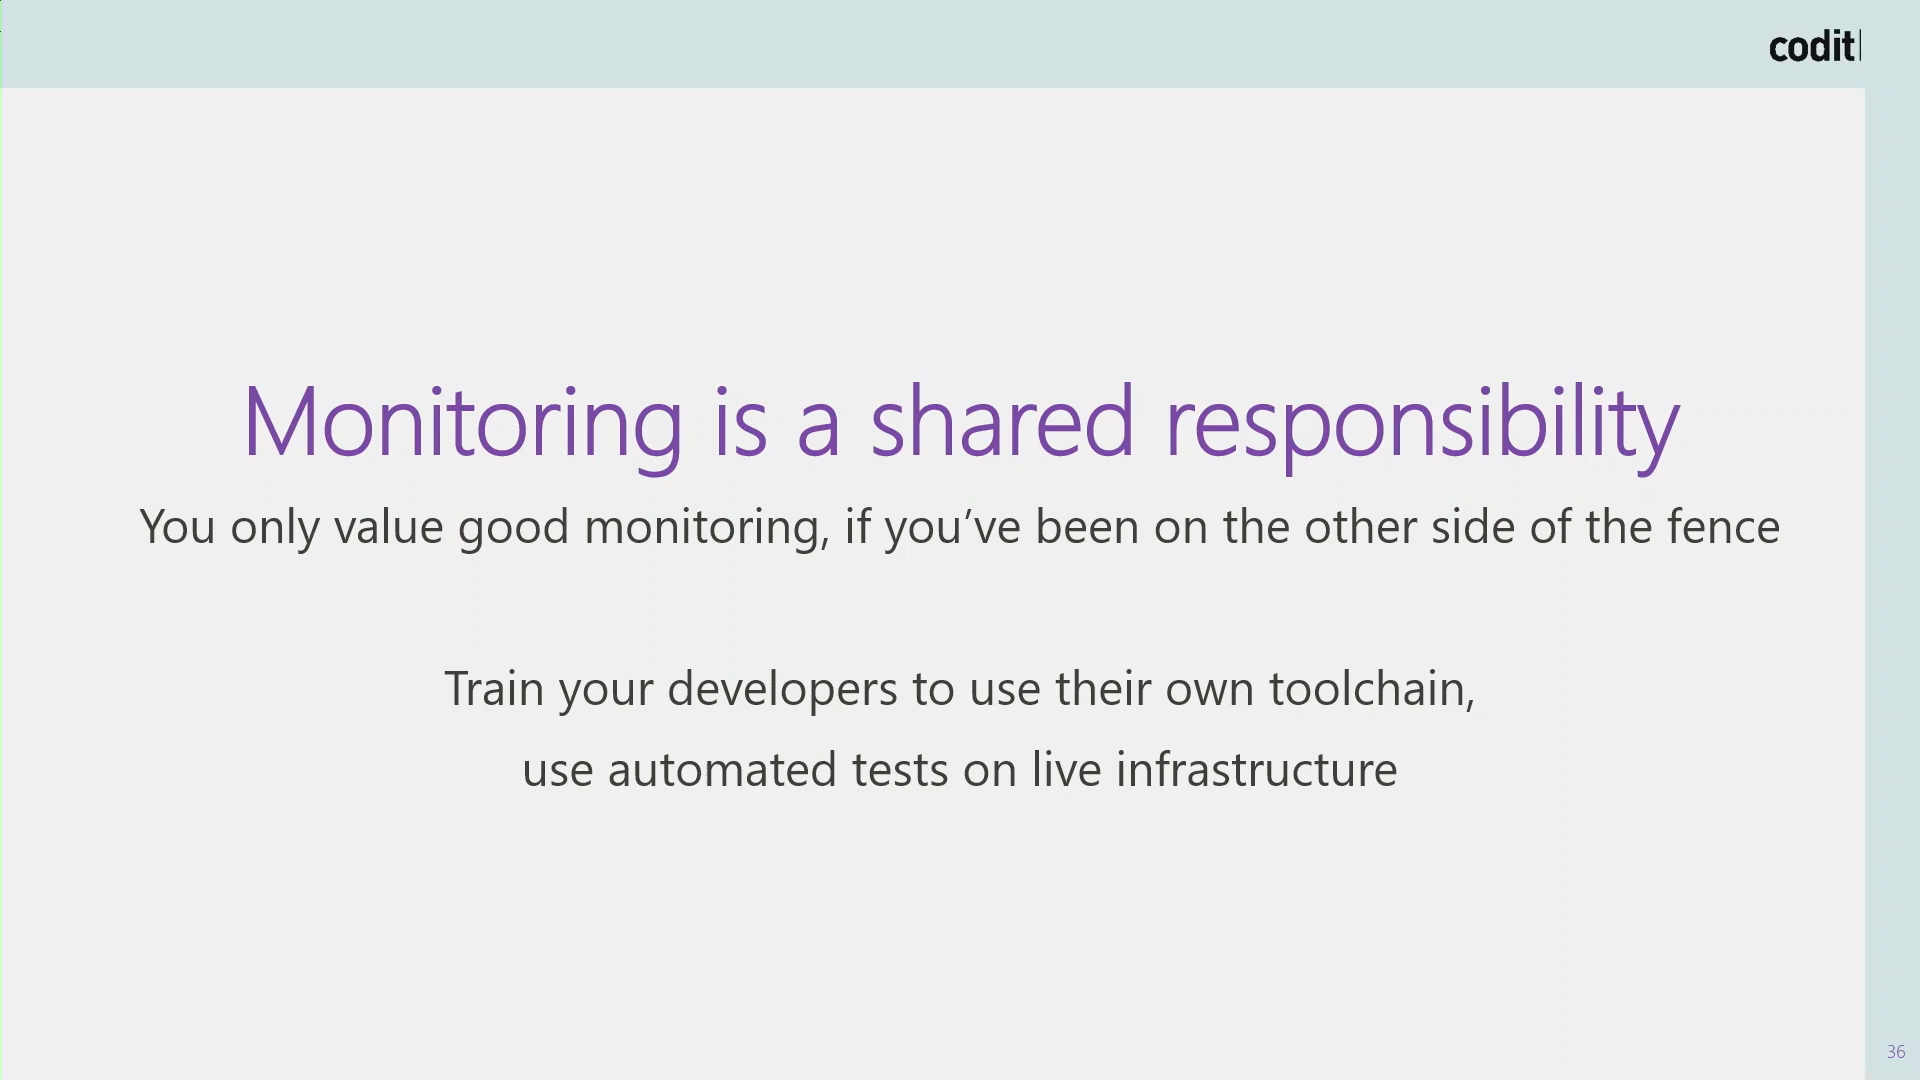 codit
Monitoring is a shared responsibility
You only value good monitoring, if you’ve been on the other side of the fence
Train your developers to use their own toolchain,
use automated tests on live infrastructure
36